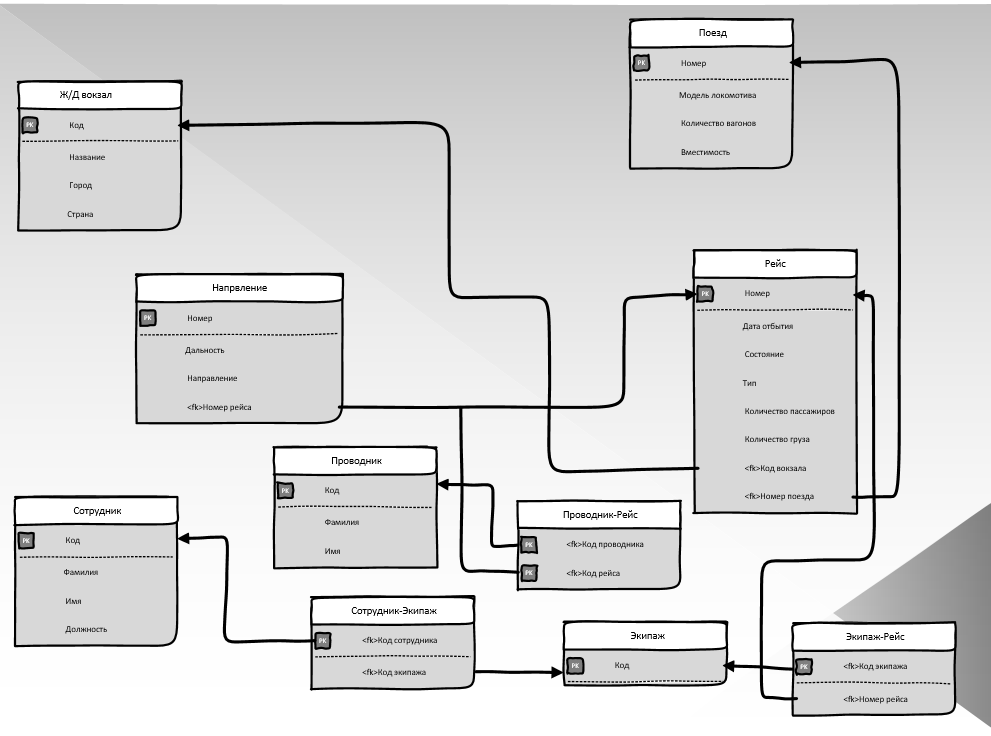 Поезд
PK Номер
Модель локомотива
Количество вагонов
Вместимость
Ж/Д вокзал
PK Код
Название
Город
Страна
Рейс
PK Номер
Дата отбытия
Состояние
Тип
Количество пассажиров
Количество груза
<fk>Код вокзала
<fk>Номер поезда
Напрвление
PK Номер
Дальность
Направление
<fk>Номер рейса
Проводник
PK Код
Фамилия
Имя
Сотрудник
PK Код
Фамилия
Имя
Должность
Проводник-Рейс
PK <fk>Код проводника
PK <fk>Код рейса
Сотрудник-Экипаж
PK <fk>Код сотрудника
<fk>Код экипажа
Экипаж
PK Код
Экипаж-Рейс
PK <fk>Код экипажа
<fk>Номер рейса